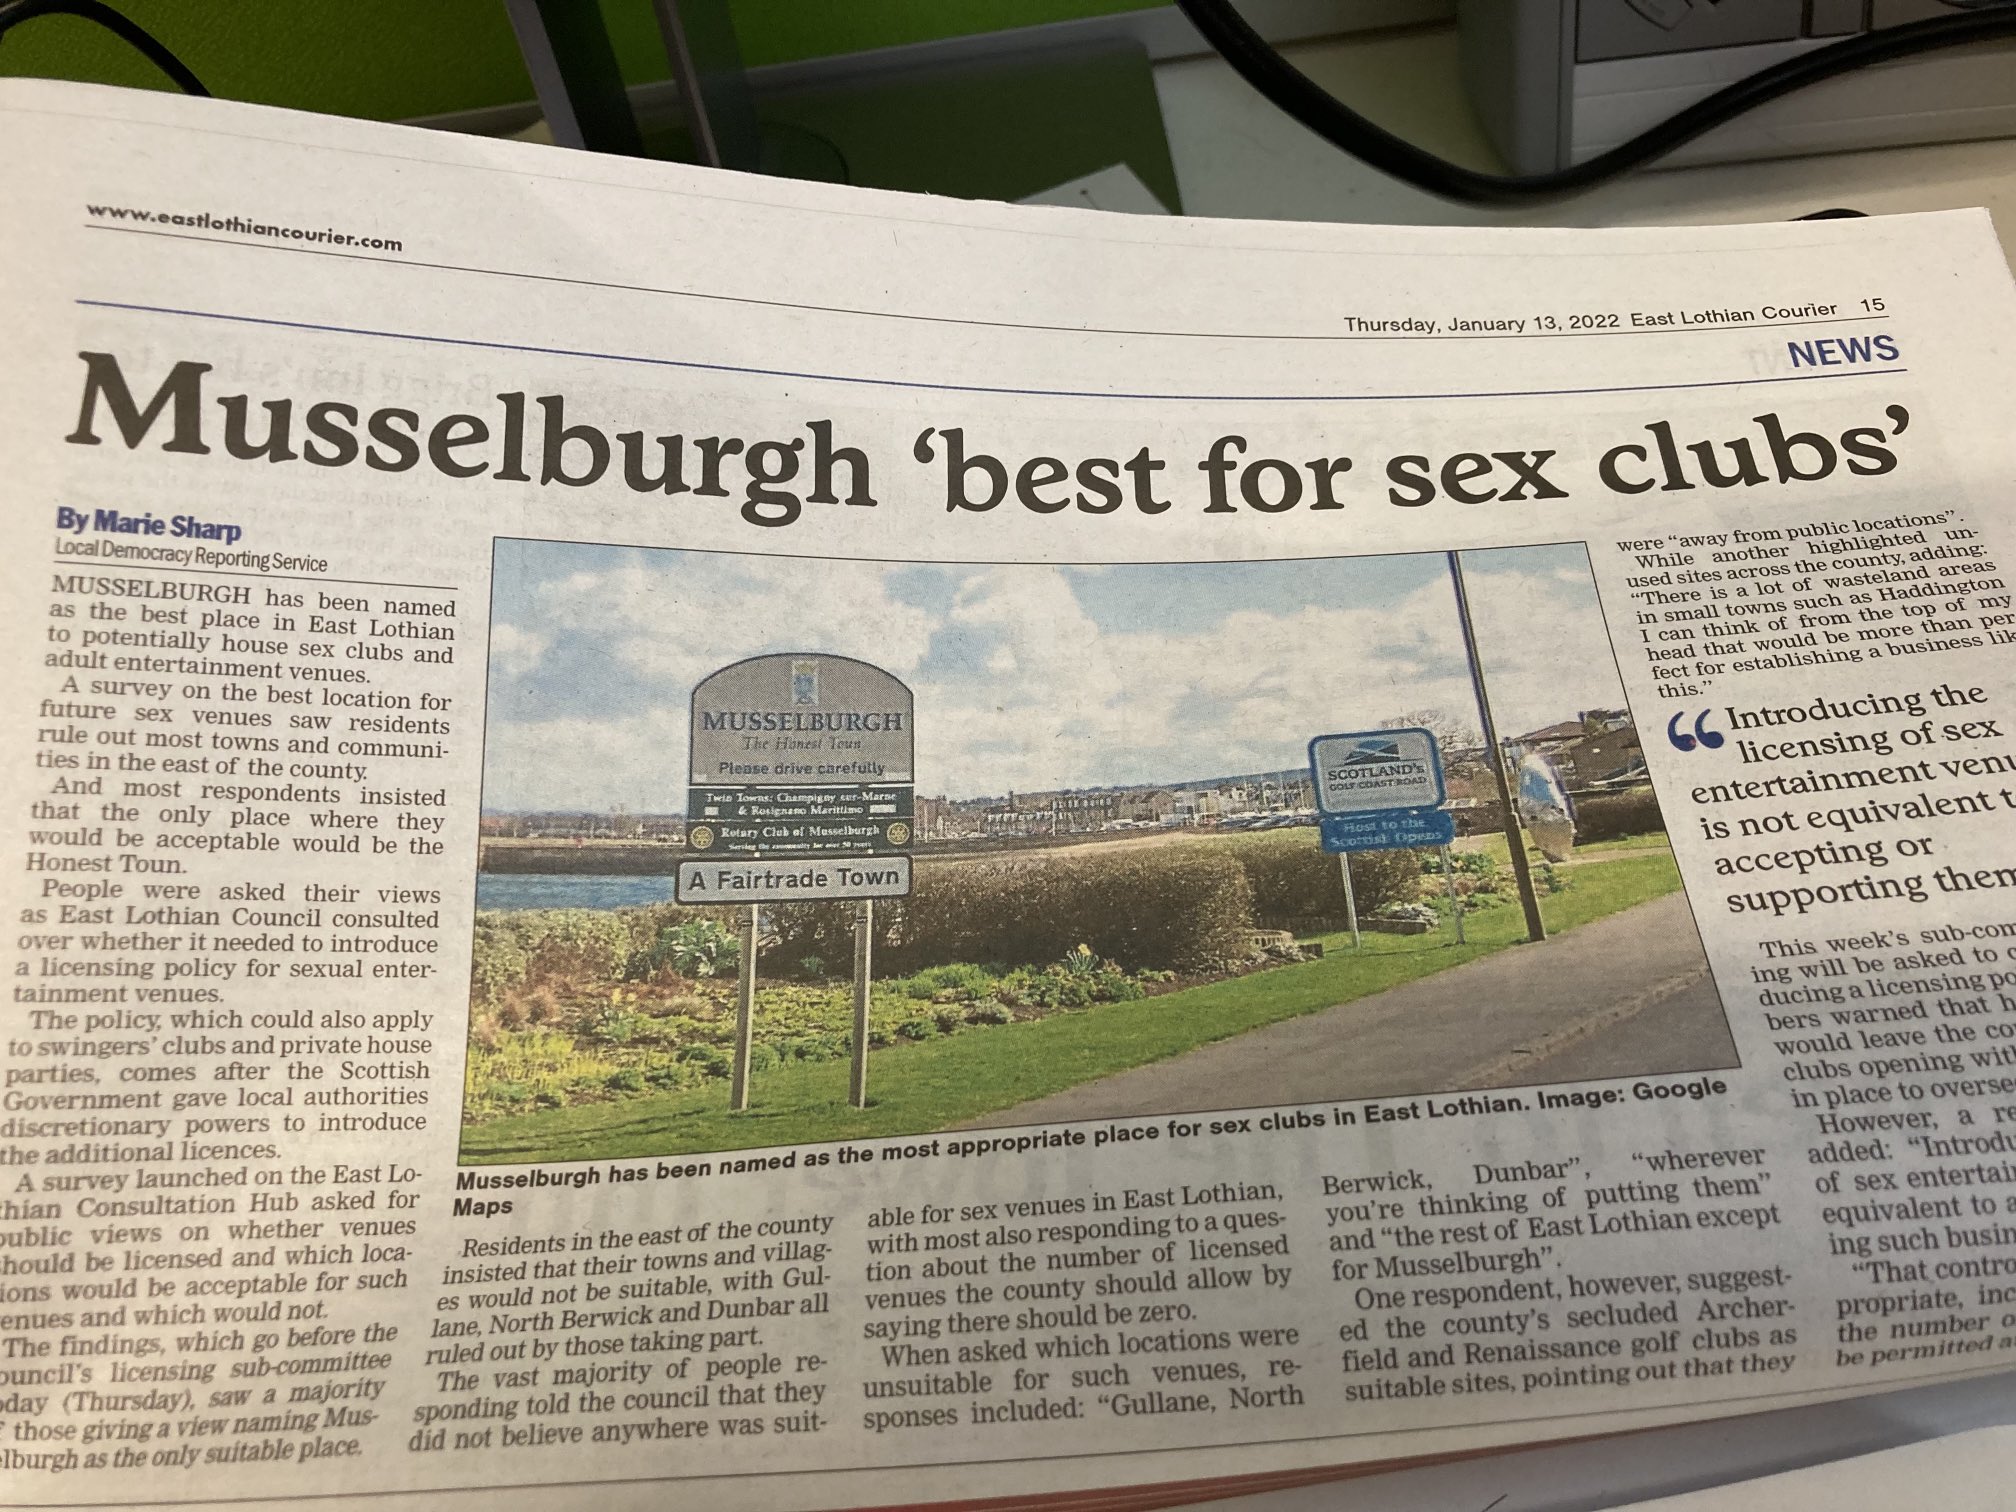 www.eastlothiancourier.com
Thursday, January 13, 2022 East Lothian Courier 15
NEWS
Musselburgh ‘best for sex clubs’
By Marie Sharp
Local Democracy Reporting Service
MUSSELBURGH has been named
as the best place in East Lothian
to potentially house sex clubs and
adult entertainment venues.
A survey on the best location for
future sex venues saw residents
rule out most towns and communi-
ties in the east of the county.
And most respondents insisted
that the only place where they
would be acceptable would be the
Honest Toun.
People were asked their views
as East Lothian Council consulted
over whether it needed to introduce
a licensing policy for sexual enter-
tainment venues.
The policy, which could also apply
to swingers’ clubs and private house
parties, comes after the Scottish
Government gave local authorities
discretionary powers to introduce
the additional licences.
A survey launched on the East Lo-
thian Consultation Hub asked for
public views on whether venues
should be licensed and which loca-
ions would be acceptable for such
enues and which would not.
The findings, which go before the
ouncil’s licensing sub-committee
oday (Thursday), saw a majority
f those giving a view naming Mus-
elburgh as the only suitable place.
MUSSELBURGH
The Honest Toun
Please drive carefully
Twin Towns: Champigny sur-Marne
& Rosignano Marittimo
Rotary Club of Musselburgh
Serving the community for over 50 years
A Fairtrade Town
SCOTLAND's
GOLF COAST ROAD
Host to the
Scottish Opens
Musselburgh has been named as the most appropriate place for sex clubs in East Lothian. Image: Google
Maps
Residents in the east of the county
insisted that their towns and villag-
es would not be suitable, with Gul-
lane, North Berwick and Dunbar all
ruled out by those taking part.
The vast majority of people re-
sponding told the council that they
did not believe anywhere was suit-
able for sex venues in East Lothian,
with most also responding to a ques-
tion about the number of licensed
venues the county should allow by
saying there should be zero.
When asked which locations were
unsuitable for such venues, re-
sponses included: “Gullane, North
Berwick, Dunbar”, “wherever
you’re thinking of putting them”
and “the rest of East Lothian except
for Musselburgh”.
One respondent, however, suggest-
ed the county’s secluded Archer-
field and Renaissance golf clubs as
suitable sites, pointing out that they
were “away from public locations”.
While another highlighted un-
used sites across the county, adding:
“There is a lot of wasteland areas
in small towns such as Haddington
I can think of from the top of my
head that would be more than per
fect for establishing a business lik
this.”
“Introducing the
licensing of sex
entertainment venu
is not equivalent t
accepting or
supporting them
This week’s sub-com
ing will be asked to c
ducing a licensing po
bers warned that h
would leave the co
clubs opening with
in place to overse
However, a re
added: “Introdu
of sex entertain
equivalent to a
ing such busin
“That contro
propriate, inc
the number o
be permitted a